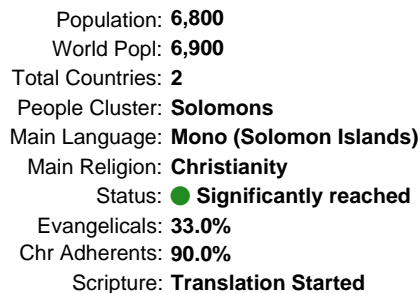 Population: 6,800
World Popl: 6,900
Total Countries: 2
People Cluster: Solomons
Main Language: Mono (Solomon Islands)
Main Religion: Christianity
Status: Significantly reached
Evangelicals: 33.0%
Chr Adherents: 90.0%
Scripture: Translation Started